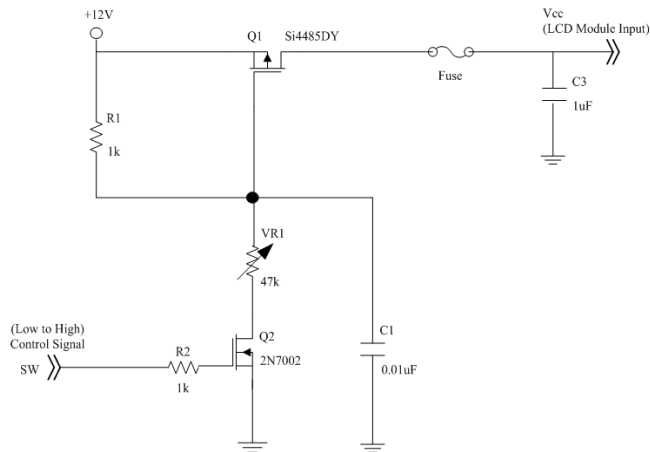 +12V
Q1
Si4485DY
Vcc
(LCD Module Input)
Fuse
C3
1uF
R1
1k
VR1
47k
(Low to High)
Control Signal
SW
R2
1k
Q2
2N7002
C1
0.01uF